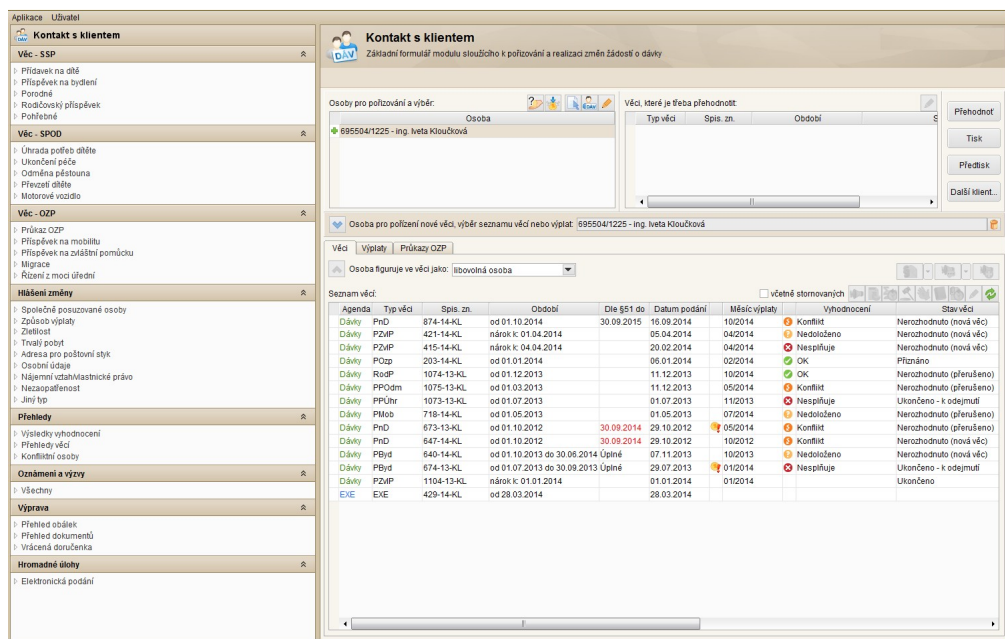 Aplikace Uživatel
Kontakt s klientem
Věc - SSP
Přídavek na dítě
Příspěvek na bydlení
Porodné
Rodičovský příspěvek
Pohřebné
Věc - SPOD
Úhrada potřeb dítěte
Ukončení péče
Odměna pěstouna
Převzetí dítěte
Motorové vozidlo
Věc - OZP
Průkaz OZP
Příspěvek na mobilitu
Příspěvek na zvláštní pomůcku
Migrace
Řízení z moci úřední
Hlášení změny
Společně posuzované osoby
Způsob výplaty
Zletilost
Trvalý pobyt
Adresa pro poštovní styk
Osobní údaje
Nájemní vztah/vlastnické právo
Nezaopatřenost
Jiný typ
Přehledy
Výsledky vyhodnocení
Přehledy věcí
Konfliktní osoby
Oznámení a výzvy
Všechny
Výprava
Přehled obálek
Přehled dokumentů
Vrácená doručenka
Hromadné úlohy
Elektronická podání
DÁV
Kontakt s klientem
Základní formulář modulu sloužícího k pořizování a realizaci změn žádostí o dávky
Osoby pro pořizování a výběr:
Osoba
695504/1225 - ing. Iveta Kloučková
Věci, které je třeba přehodnotit:
Typ věci Spis. zn. Období S
Přehodnoť
Tisk
Předtisk
Další klient...
Osoba pro pořízení nové věci, výběr seznamu věcí nebo výplat: 695504/1225 - ing. Iveta Kloučková
Věci Výplaty Průkazy OZP
Osoba figuruje ve věci jako: libovolná osoba
Seznam věcí: včetně stornovaných
Agenda Typ věci Spis. zn. Období Dle §51 do Datum podání Měsíc výplaty Vyhodnocení Stav věci
Dávky PnD 874-14-KL od 01.10.2014 30.09.2015 16.09.2014 10/2014 Konflikt Nerozhodnuto (nová věc)
Dávky PZvlP 421-14-KL nárok k: 01.04.2014 05.04.2014 04/2014 Nedoloženo Nerozhodnuto (nová věc)
Dávky PZvlP 415-14-KL nárok k: 04.04.2014 20.02.2014 04/2014 Nesplňuje Nerozhodnuto (nová věc)
Dávky POzp 203-14-KL od 01.01.2014 06.01.2014 02/2014 OK Přiznáno
Dávky RodP 1074-13-KL od 01.12.2013 11.12.2013 10/2014 OK Nerozhodnuto (přerušeno)
Dávky PPOdm 1075-13-KL od 01.03.2013 11.12.2013 05/2014 Konflikt Nerozhodnuto (přerušeno)
Dávky PPÚhr 1073-13-KL od 01.07.2013 01.07.2013 11/2013 Nesplňuje Ukončeno - k odejmutí
Dávky PMob 718-14-KL od 01.05.2013 01.05.2013 07/2014 Nedoloženo Nerozhodnuto (přerušeno)
Dávky PnD 673-13-KL od 01.10.2012 30.09.2014 29.10.2012 05/2014 Konflikt Nerozhodnuto (přerušeno)
Dávky PnD 647-14-KL od 01.10.2012 30.09.2014 29.10.2012 10/2012 Konflikt Nerozhodnuto (nová věc)
Dávky PByd 640-14-KL od 01.10.2013 do 30.06.2014 Úplné 07.11.2013 10/2013 Nedoloženo Nerozhodnuto (nová věc)
Dávky PByd 674-13-KL od 01.07.2013 do 30.09.2013 Úplné 29.07.2013 01/2014 Nesplňuje Ukončeno - k odejmutí
Dávky PZvlP 1104-13-KL nárok k: 01.01.2014 01.01.2014 01/2014 Ukončeno
EXE EXE 429-14-KL od 28.03.2014 28.03.2014